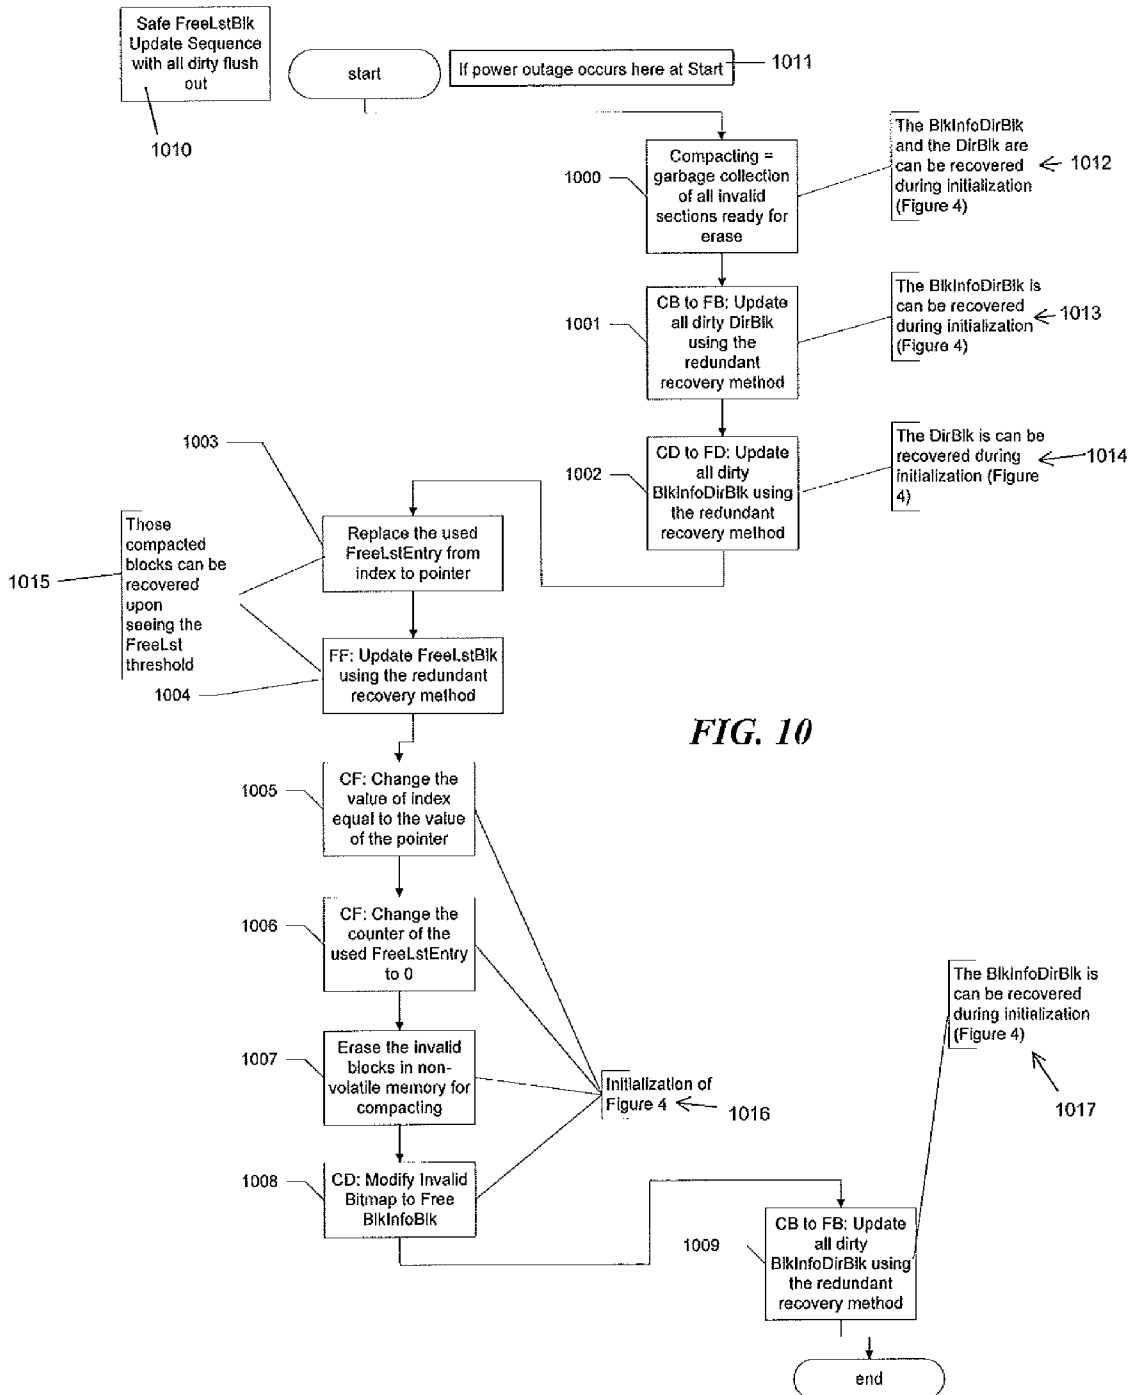 Safe FreeLstBlk
Update Sequence
with all dirty flush
out
1010
start
If power outage occurs here at Start
1011
1000
Compacting =
garbage collection
of all invalid
sections ready for
erase
The BlkInfoDirBlk
and the DirBlk are
can be recovered
during initialization
(Figure 4)
1012
1001
CB to FB: Update
all dirty DirBlk
using the
redundant
recovery method
The BlkInfoDirBlk is
can be recovered
during initialization
(Figure 4)
1013
1002
CD to FD: Update
all dirty
BlkInfoDirBlk using
the redundant
recovery method
The DirBlk is can be
recovered during
initialization (Figure
4)
1014
1003
Replace the used
FreeLstEntry from
index to pointer
1015
Those
compacted
blocks can be
recovered
upon
seeing the
FreeLst
threshold
1004
FF: Update FreeLstBlk
using the redundant
recovery method
FIG. 10
1005
CF: Change the
value of index
equal to the value
of the pointer
1006
CF: Change the
counter of the
used FreeLstEntry
to 0
1007
Erase the invalid
blocks in non-
volatile memory for
compacting
Initialization of
Figure 4
1016
The BlkInfoDirBlk is
can be recovered
during initialization
(Figure 4)
1017
1008
CD: Modify Invalid
Bitmap to Free
BlkInfoBlk
1009
CB to FB: Update
all dirty
BlkInfoDirBlk using
the redundant
recovery method
end